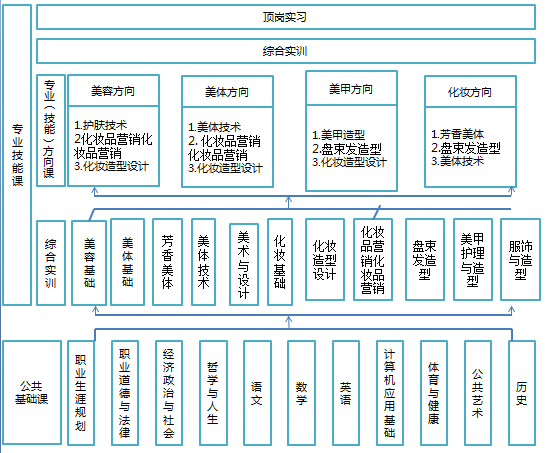 顶岗实习
综合实训
专业技能课
专业（技能）方向课
美容方向
1.护肤技术
2化妆品营销化
妆品营销
3.化妆造型设计
美体方向
1.美体技术
2. 化妆品营销
化妆品营销
3.化妆造型设计
美甲方向
1.美甲造型
2.盘束发造型
3.化妆造型设计
化妆方向
1.芳香美体
2.盘束发造型
3.美体技术
综合实训
美容基础
美体基础
芳香美体
美体技术
美术与设计
化妆基础
化妆
造型
设计
化妆
品营
销化
妆品
营销
盘束
发造
型
美甲
护理
与造
型
服饰
与造
型
公共
基础课
职业生涯规划
职业道德与法律
经济政治与社会
哲学与人生
语文
数学
英语
计算机应用基础
体育与健康
公共艺术
历史